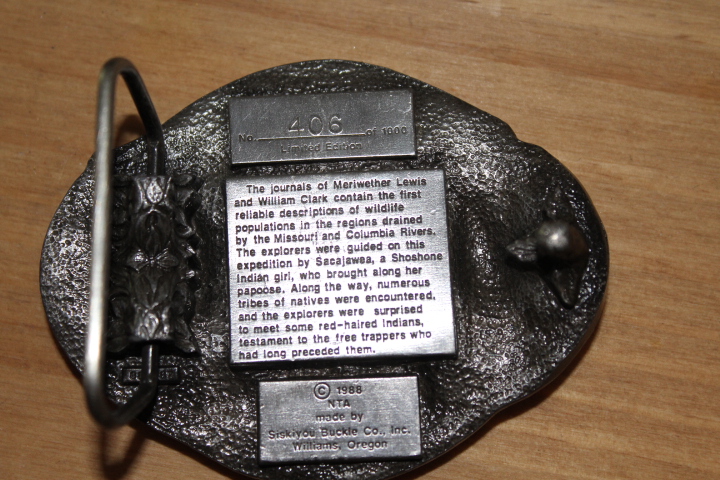 No. 406 of 1000
Limited Edition
The journals of Meriwether Lewis
and William Clark contain the first
reliable descriptions of wildlife
populations in the regions drained
by the Missouri and Columbia Rivers.
The explorers were guided on this
expedition by Sacajawea, a Shoshone
Indian girl, who brought along her
papoose. Along the way, numerous
tribes of natives were encountered,
and the explorers were surprised
to meet some red-haired Indians,
testament to the free trappers who
had long preceded them.
© 1988
NTA
made by
Siskiyou Buckle Co., Inc.
Williams, Oregon